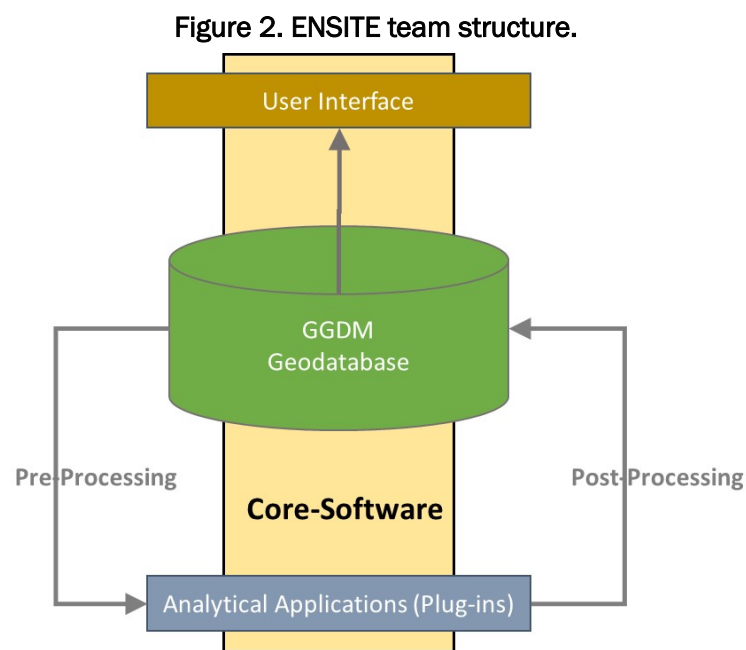 Figure 2. ENSITE team structure.
User Interface
GGDM
Geodatabase
Pre-Processing
Post-Processing
Core-Software
Analytical Applications (Plug-ins)